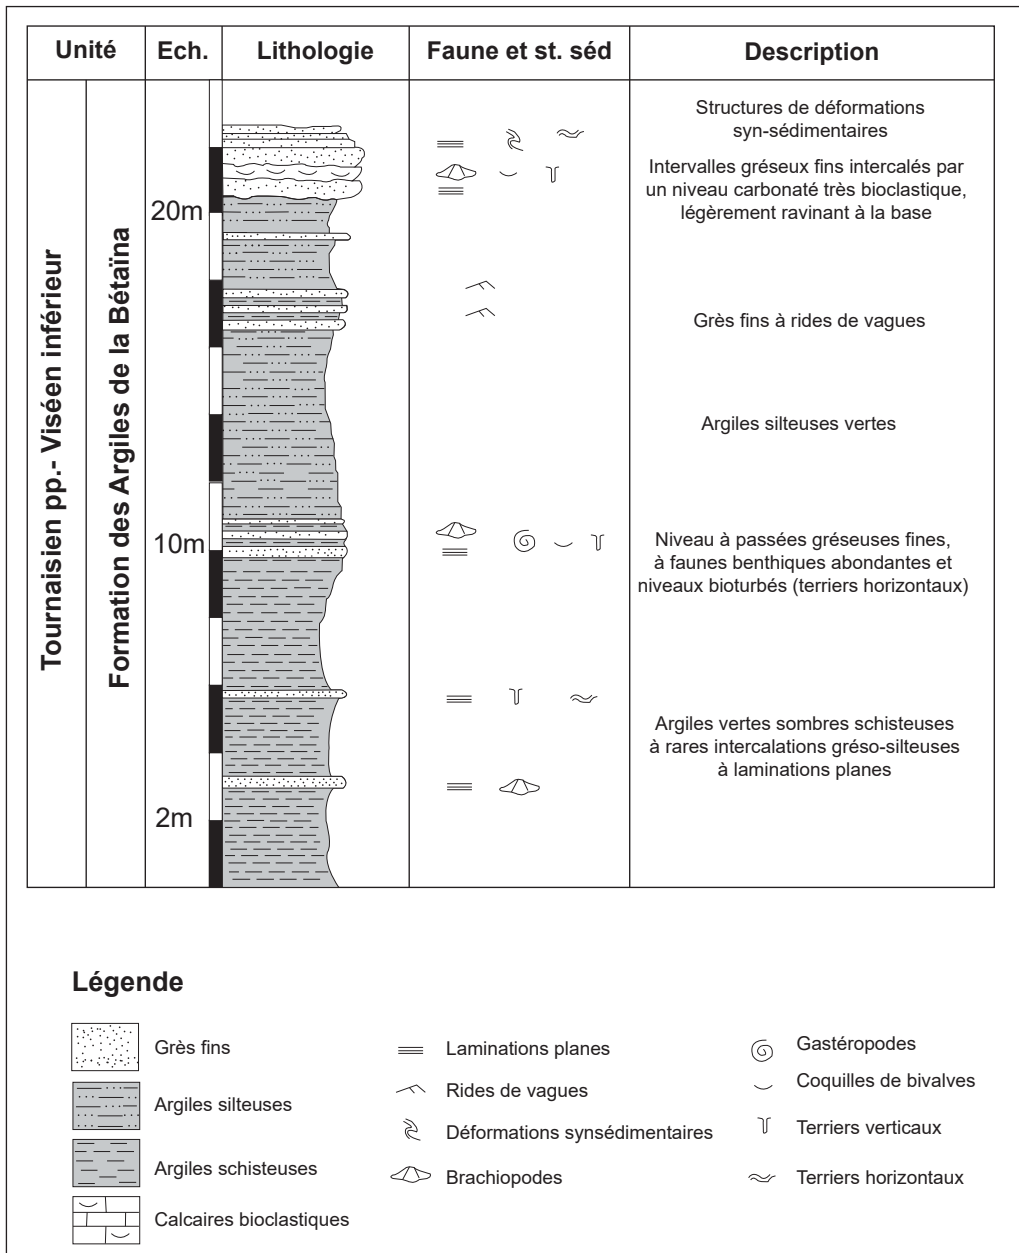 Unité
Ech.
Lithologie
Faune et st. séd
Description
Tournaisien pp.- Viséen inférieur
Formation des Argiles de la Bétaïna
20m
10m
2m
Structures de déformations
syn-sédimentaires
Intervalles gréseux fins intercalés par
un niveau carbonaté très bioclastique,
légèrement ravinant à la base
Grès fins à rides de vagues
Argiles silteuses vertes
Niveau à passées gréseuses fines,
à faunes benthiques abondantes et
niveaux bioturbés (terriers horizontaux)
Argiles vertes sombres schisteuses
à rares intercalations gréso-silteuses
à laminations planes
Légende
Grès fins
Argiles silteuses
Argiles schisteuses
Calcaires bioclastiques
Laminations planes
Rides de vagues
Déformations synsédimentaires
Brachiopodes
Gastéropodes
Coquilles de bivalves
Terriers verticaux
Terriers horizontaux